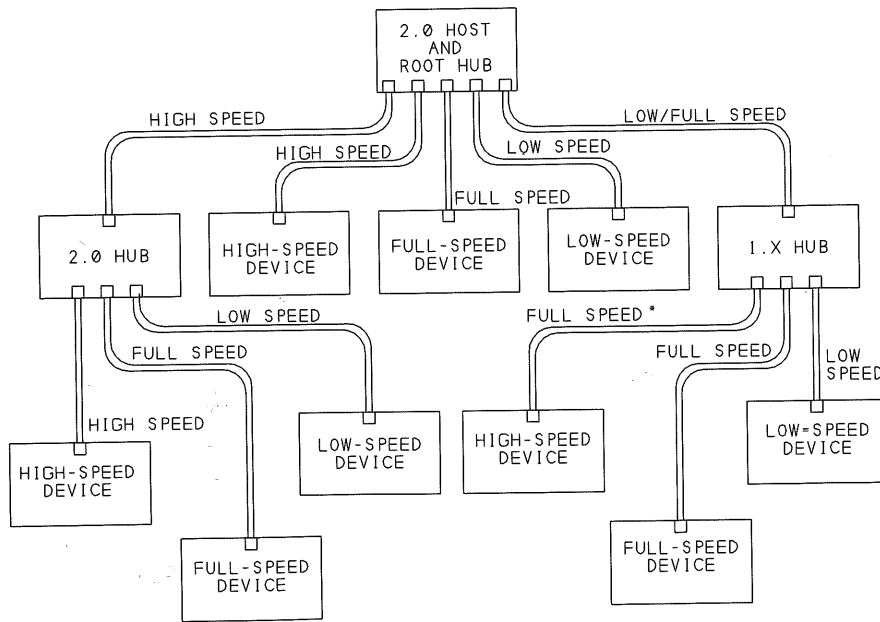 2.0 HOST
AND
ROOT HUB
HIGH SPEED
LOW/FULL SPEED
HIGH SPEED
LOW SPEED
FULL SPEED
2.0 HUB
HIGH-SPEED
DEVICE
FULL-SPEED
DEVICE
LOW-SPEED
DEVICE
1.X HUB
LOW SPEED
FULL SPEED*
FULL SPEED
FULL SPEED
LOW
SPEED
HIGH SPEED
HIGH-SPEED
DEVICE
LOW-SPEED
DEVICE
HIGH-SPEED
DEVICE
LOW=SPEED
DEVICE
FULL-SPEED
DEVICE
FULL-SPEED
DEVICE